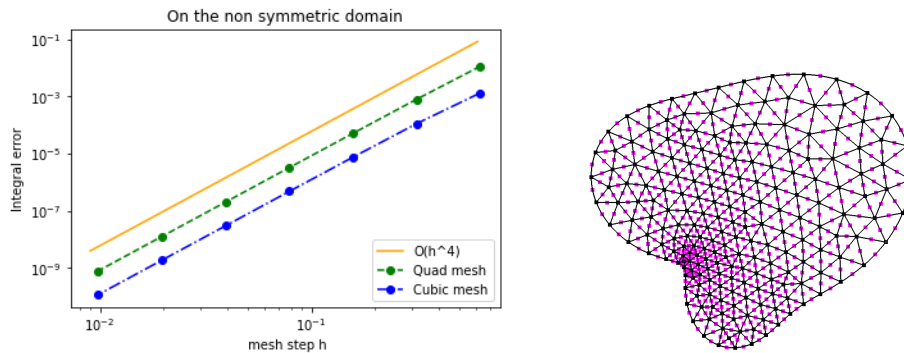 On the non symmetric domain
10⁻¹
10⁻³
10⁻⁵
10⁻⁷
10⁻⁹
Integral error
O(h^4)
Quad mesh
Cubic mesh
10⁻²
10⁻¹
mesh step h